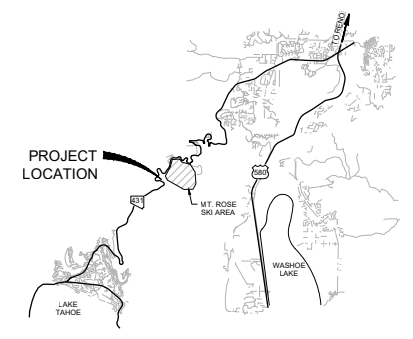 TO RENO
PROJECT
LOCATION
580
431
MT. ROSE
SKI AREA
WASHOE
LAKE
LAKE
TAHOE